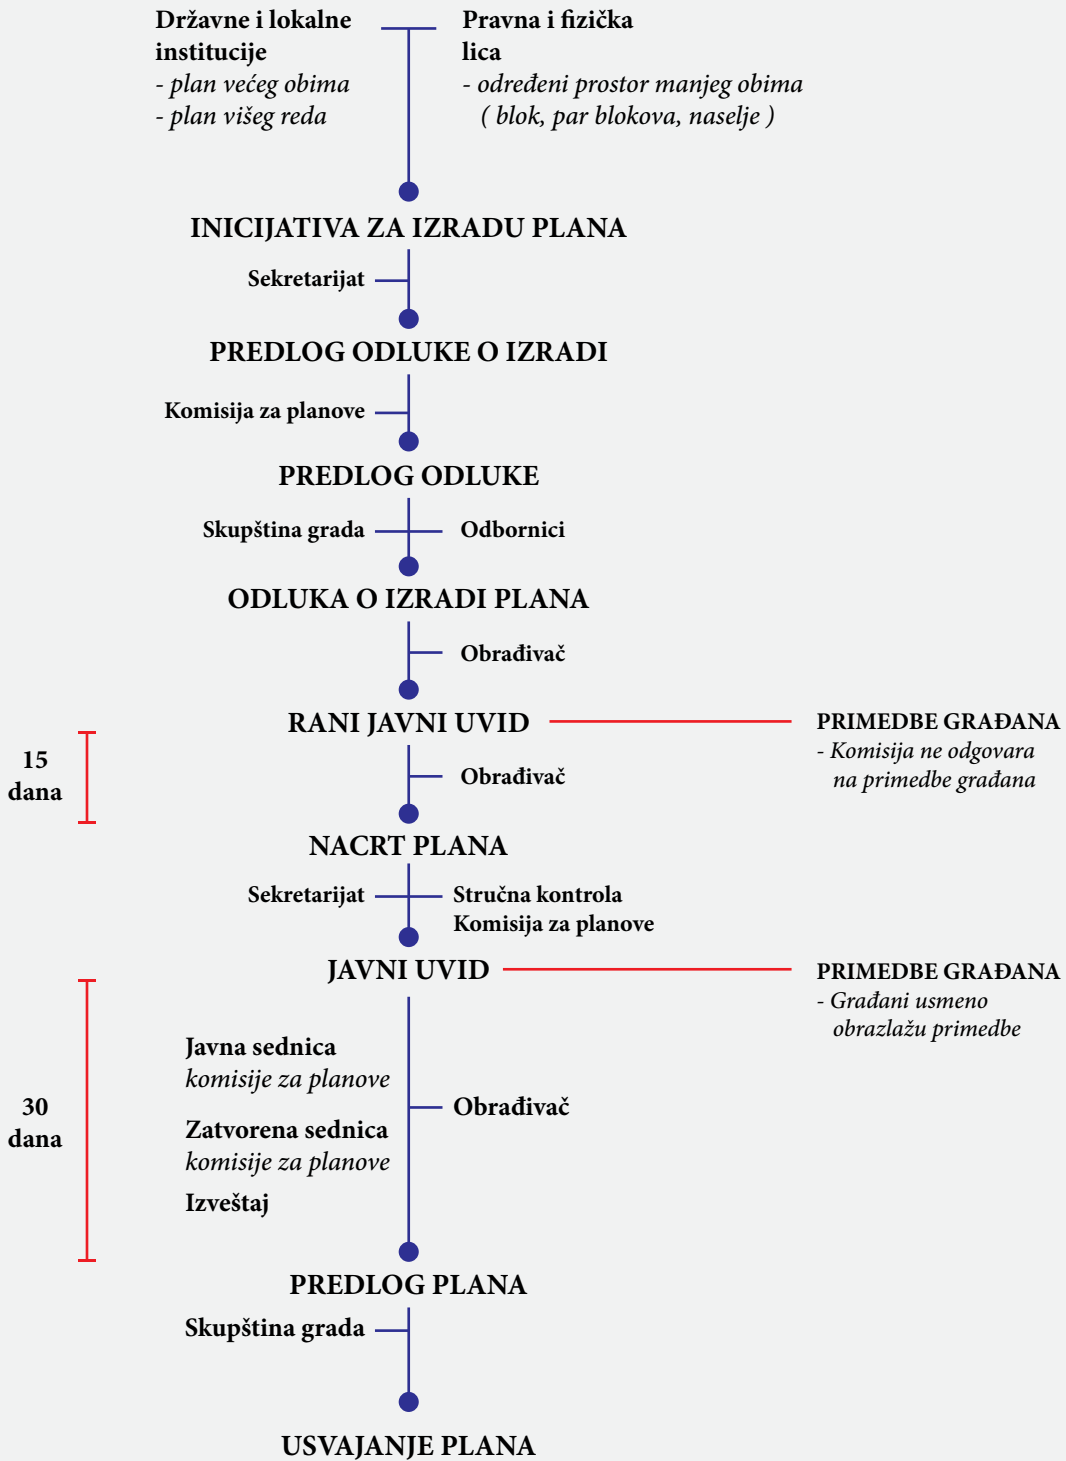 Državne i lokalne
institucije
- plan većeg obima
- plan višeg reda
Pravna i fizička
lica
- određeni prostor manjeg obima
( blok, par blokova, naselje )
INICIJATIVA ZA IZRADU PLANA
Sekretarijat
PREDLOG ODLUKE O IZRADI
Komisija za planove
PREDLOG ODLUKE
Skupština grada
Odbornici
ODLUKA O IZRADI PLANA
Obrađivač
RANI JAVNI UVID
PRIMEDBE GRAĐANA
- Komisija ne odgovara
na primedbe građana
15
dana
Obrađivač
NACRT PLANA
Sekretarijat
Stručna kontrola
Komisija za planove
JAVNI UVID
PRIMEDBE GRAĐANA
- Građani usmeno
obrazlažu primedbe
30
dana
Javna sednica
komisije za planove
Zatvorena sednica
komisije za planove
Izveštaj
Obrađivač
PREDLOG PLANA
Skupština grada
USVAJANJE PLANA